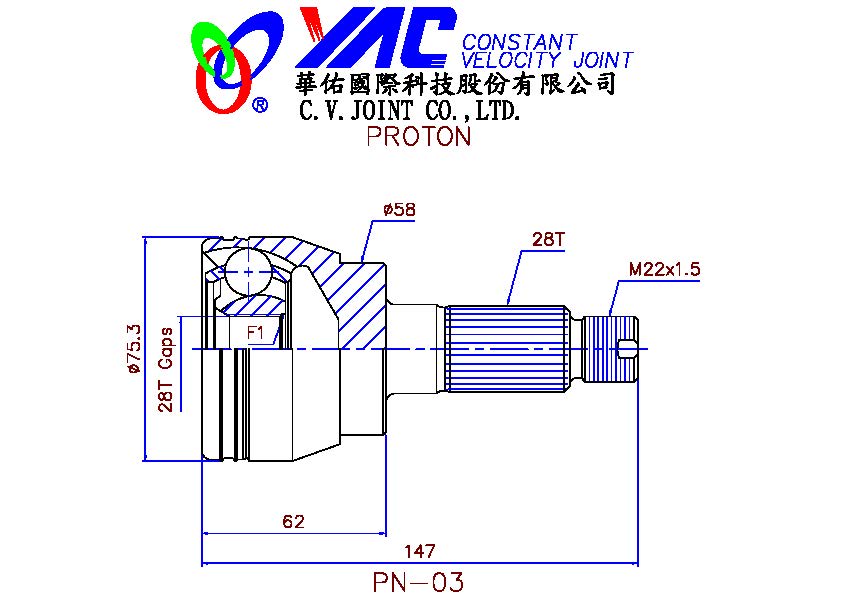 YAC CONSTANT
VELOCITY JOINT
®
華佑國際科技股份有限公司
C.V.JOINT CO.,LTD.
PROTON
ø58
28T
M22x1.5
ø75.3
28T Gaps
F1
62
147
PN-03